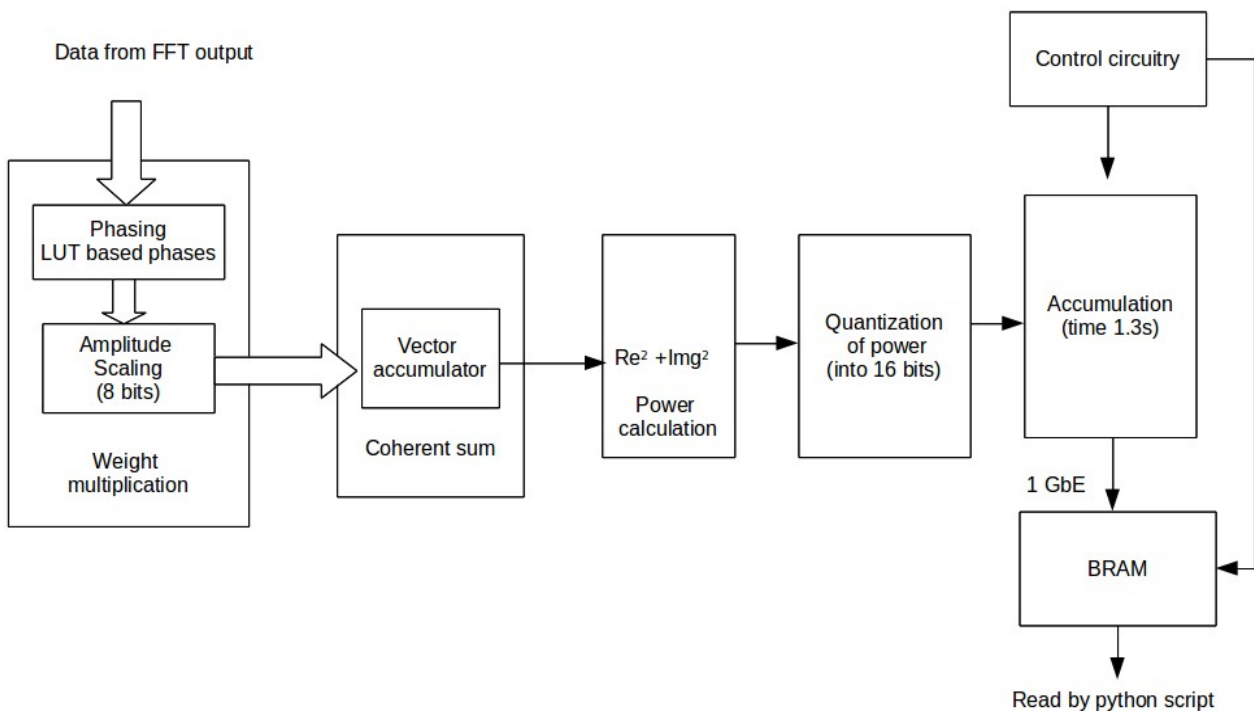 Data from FFT output
Control circuitry
Phasing
LUT based phases
Amplitude
Scaling
(8 bits)
Weight
multiplication
Vector
accumulator
Coherent sum
Re² +Img²
Power
calculation
Quantization
of power
(into 16 bits)
Accumulation
(time 1.3s)
1 GbE
BRAM
Read by python script